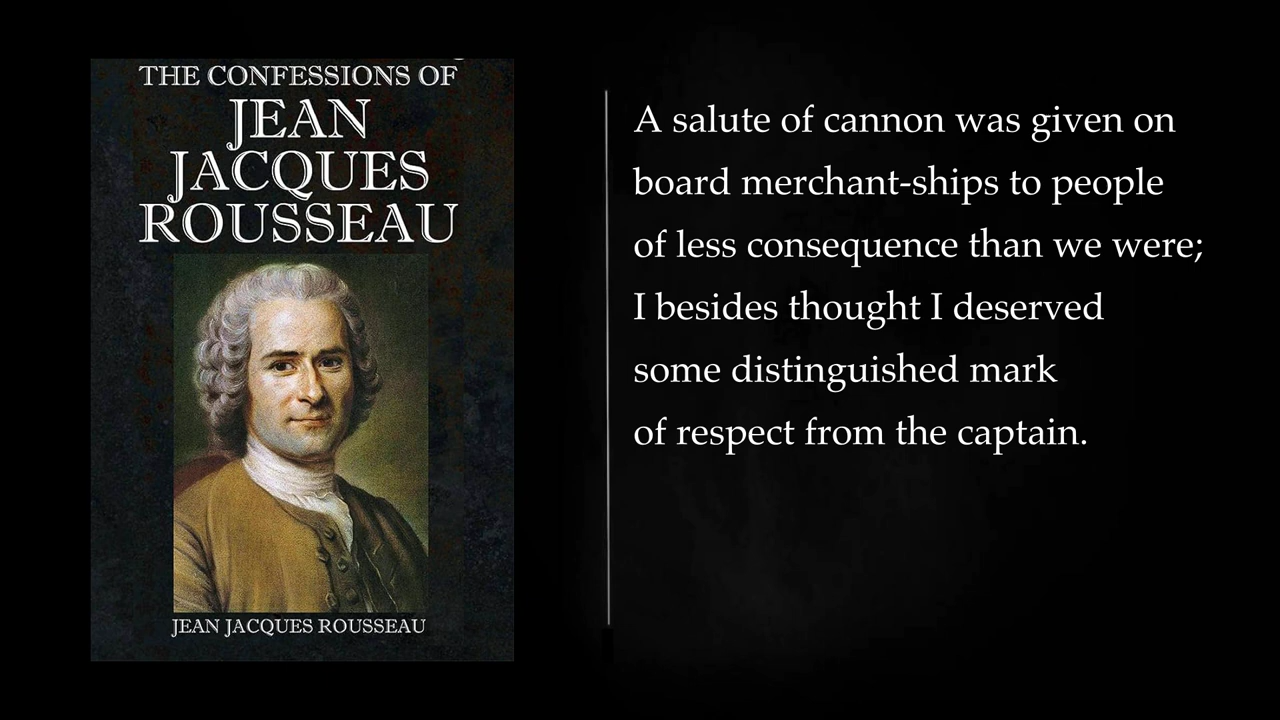 THE CONFESSIONS OF
JEAN
JACQUES
ROUSSEAU
JEAN JACQUES ROUSSEAU
A salute of cannon was given on
board merchant-ships to people
of less consequence than we were;
I besides thought I deserved
some distinguished mark
of respect from the captain.